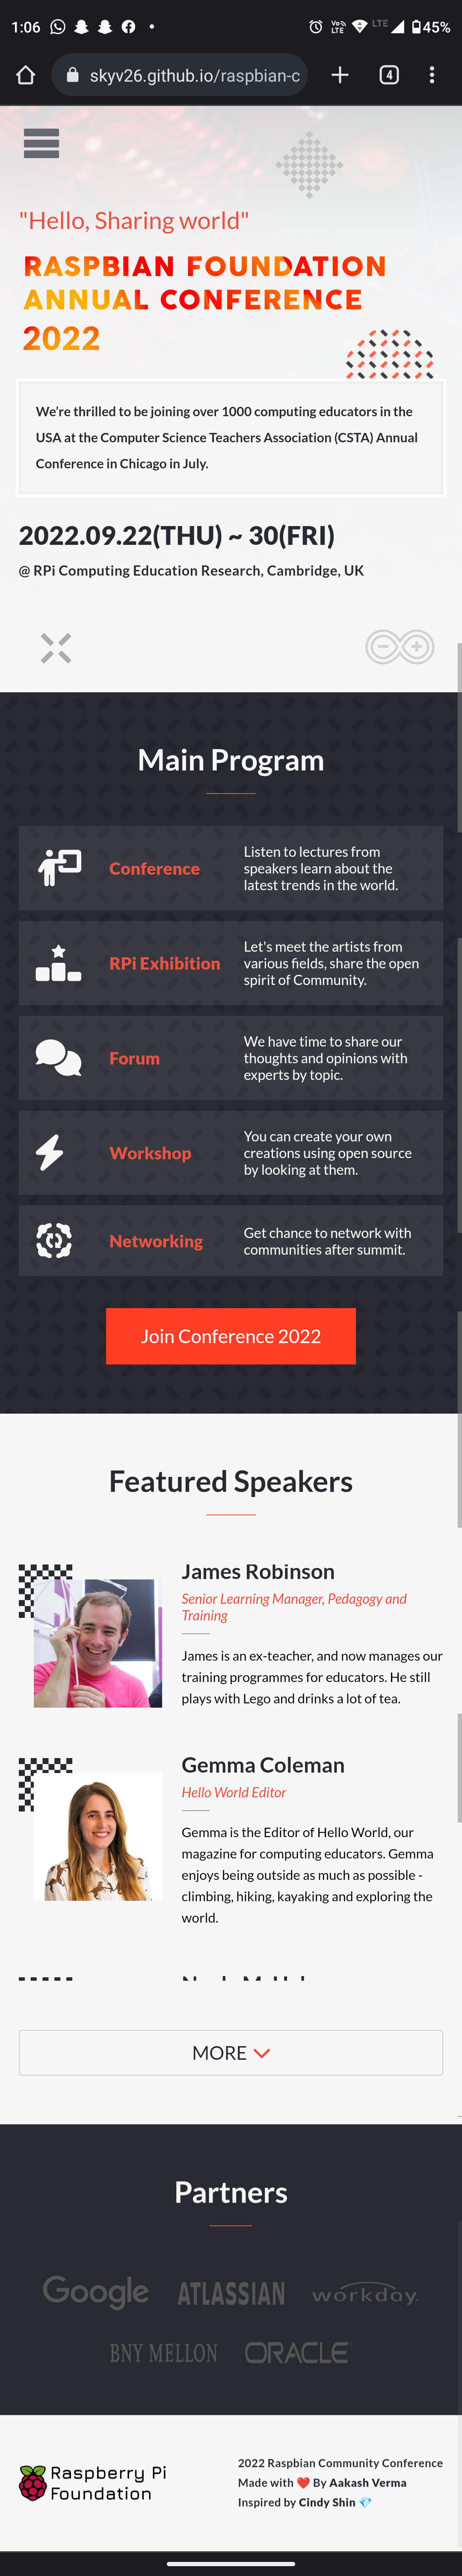 1:06
Vo)) LTE
LTE
45%
skyv26.github.io/raspbian-c
4
"Hello, Sharing world"
RASPBIAN FOUNDATION
ANNUAL CONFERENCE
2022
We're thrilled to be joining over 1000 computing educators in the
USA at the Computer Science Teachers Association (CSTA) Annual
Conference in Chicago in July.
2022.09.22(THU) ~ 30(FRI)
@ RPi Computing Education Research, Cambridge, UK
Main Program
Conference
Listen to lectures from
speakers learn about the
latest trends in the world.
RPi Exhibition
Let's meet the artists from
various fields, share the open
spirit of Community.
Forum
We have time to share our
thoughts and opinions with
experts by topic.
Workshop
You can create your own
creations using open source
by looking at them.
Networking
Get chance to network with
communities after summit.
Join Conference 2022
Featured Speakers
James Robinson
Senior Learning Manager, Pedagogy and
Training
James is an ex-teacher, and now manages our
training programmes for educators. He still
plays with Lego and drinks a lot of tea.
Gemma Coleman
Hello World Editor
Gemma is the Editor of Hello World, our
magazine for computing educators. Gemma
enjoys being outside as much as possible -
climbing, hiking, kayaking and exploring the
world.
MORE
Partners
Google
ATLASSIAN
workday.
BNY MELLON
ORACLE
Raspberry Pi
Foundation
2022 Raspbian Community Conference
Made with ❤️ By Aakash Verma
Inspired by Cindy Shin 💎